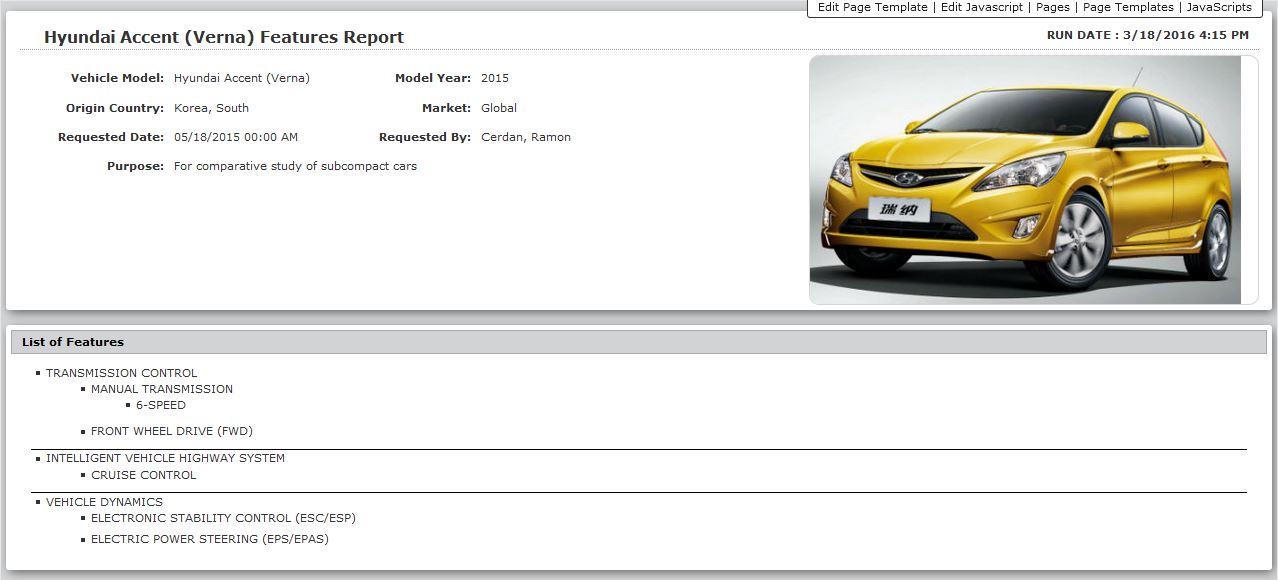 Edit Page Template | Edit Javascript | Pages | Page Templates | JavaScripts
Hyundai Accent (Verna) Features Report
RUN DATE : 3/18/2016 4:15 PM
Vehicle Model: Hyundai Accent (Verna) Model Year: 2015
Origin Country: Korea, South Market: Global
Requested Date: 05/18/2015 00:00 AM Requested By: Cerdan, Ramon
Purpose: For comparative study of subcompact cars
瑞纳
List of Features
TRANSMISSION CONTROL
MANUAL TRANSMISSION
6-SPEED
FRONT WHEEL DRIVE (FWD)
INTELLIGENT VEHICLE HIGHWAY SYSTEM
CRUISE CONTROL
VEHICLE DYNAMICS
ELECTRONIC STABILITY CONTROL (ESC/ESP)
ELECTRIC POWER STEERING (EPS/EPAS)